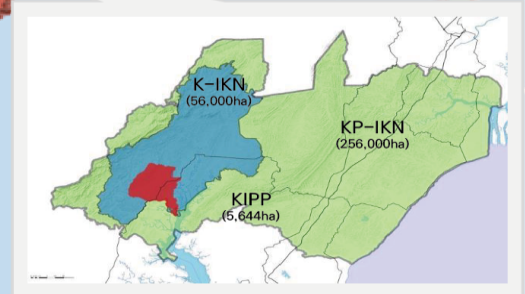 K-IKN
(56,000ha)
KP-IKN
(256,000ha)
KIPP
(5,644ha)